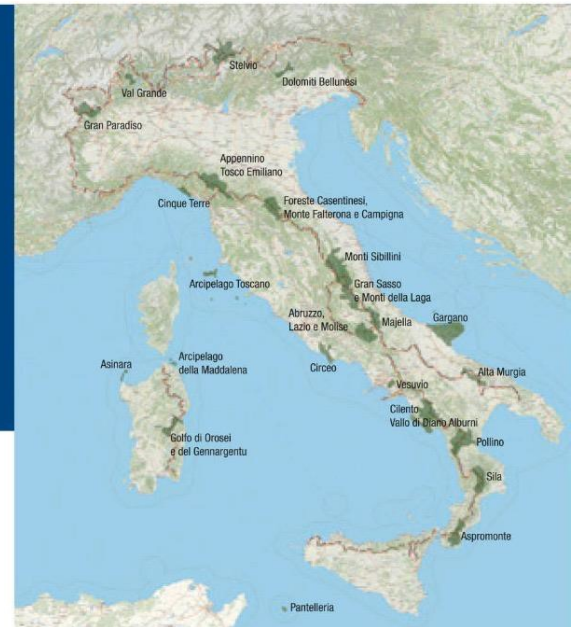 Stelvio
Dolomiti Bellunesi
Val Grande
Gran Paradiso
Appennino
Tosco Emiliano
Cinque Terre
Foreste Casentinesi,
Monte Falterona e Campigna
Monti Sibillini
Arcipelago Toscano
Gran Sasso
e Monti della Laga
Abruzzo,
Lazio e Molise
Majella
Gargano
Circeo
Asinara
Arcipelago
della Maddalena
Alta Murgia
Vesuvio
Cilento
Vallo di Diano Alburni
Golfo di Orosei
e del Gennargentu
Pollino
Sila
Aspromonte
Pantelleria